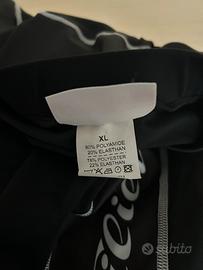 XL
80% POLYAMIDE
20% ELASTHAN
78% POLYESTER
22% ELASTHAN
subito